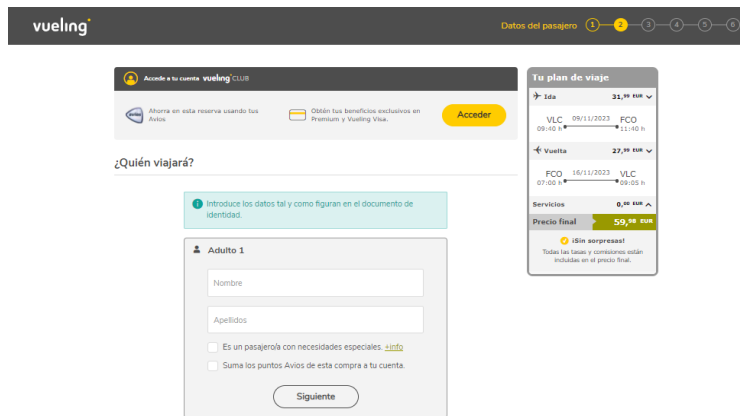 vueling
Datos del pasajero 1 2 3 4 5 6
Accede a tu cuenta vueling CLUB
Ahorra en esta reserva usando tus
Avios
Obtén tus beneficios exclusivos en
Premium y Vueling Visa.
Acceder
¿Quién viajará?
Introduce los datos tal y como figuran en el documento de
identidad.
Adulto 1
Nombre
Apellidos
Es un pasajero/a con necesidades especiales. +info
Suma los puntos Avios de esta compra a tu cuenta.
Siguiente
Tu plan de viaje
Ida 31,99 EUR
VLC 09/11/2023 FCO
09:40 h 11:40 h
Vuelta 27,99 EUR
FCO 16/11/2023 VLC
07:00 h 09:05 h
Servicios 0,00 EUR
Precio final 59,98 EUR
¡Sin sorpresas!
Todas las tasas y comisiones están
incluidas en el precio final.